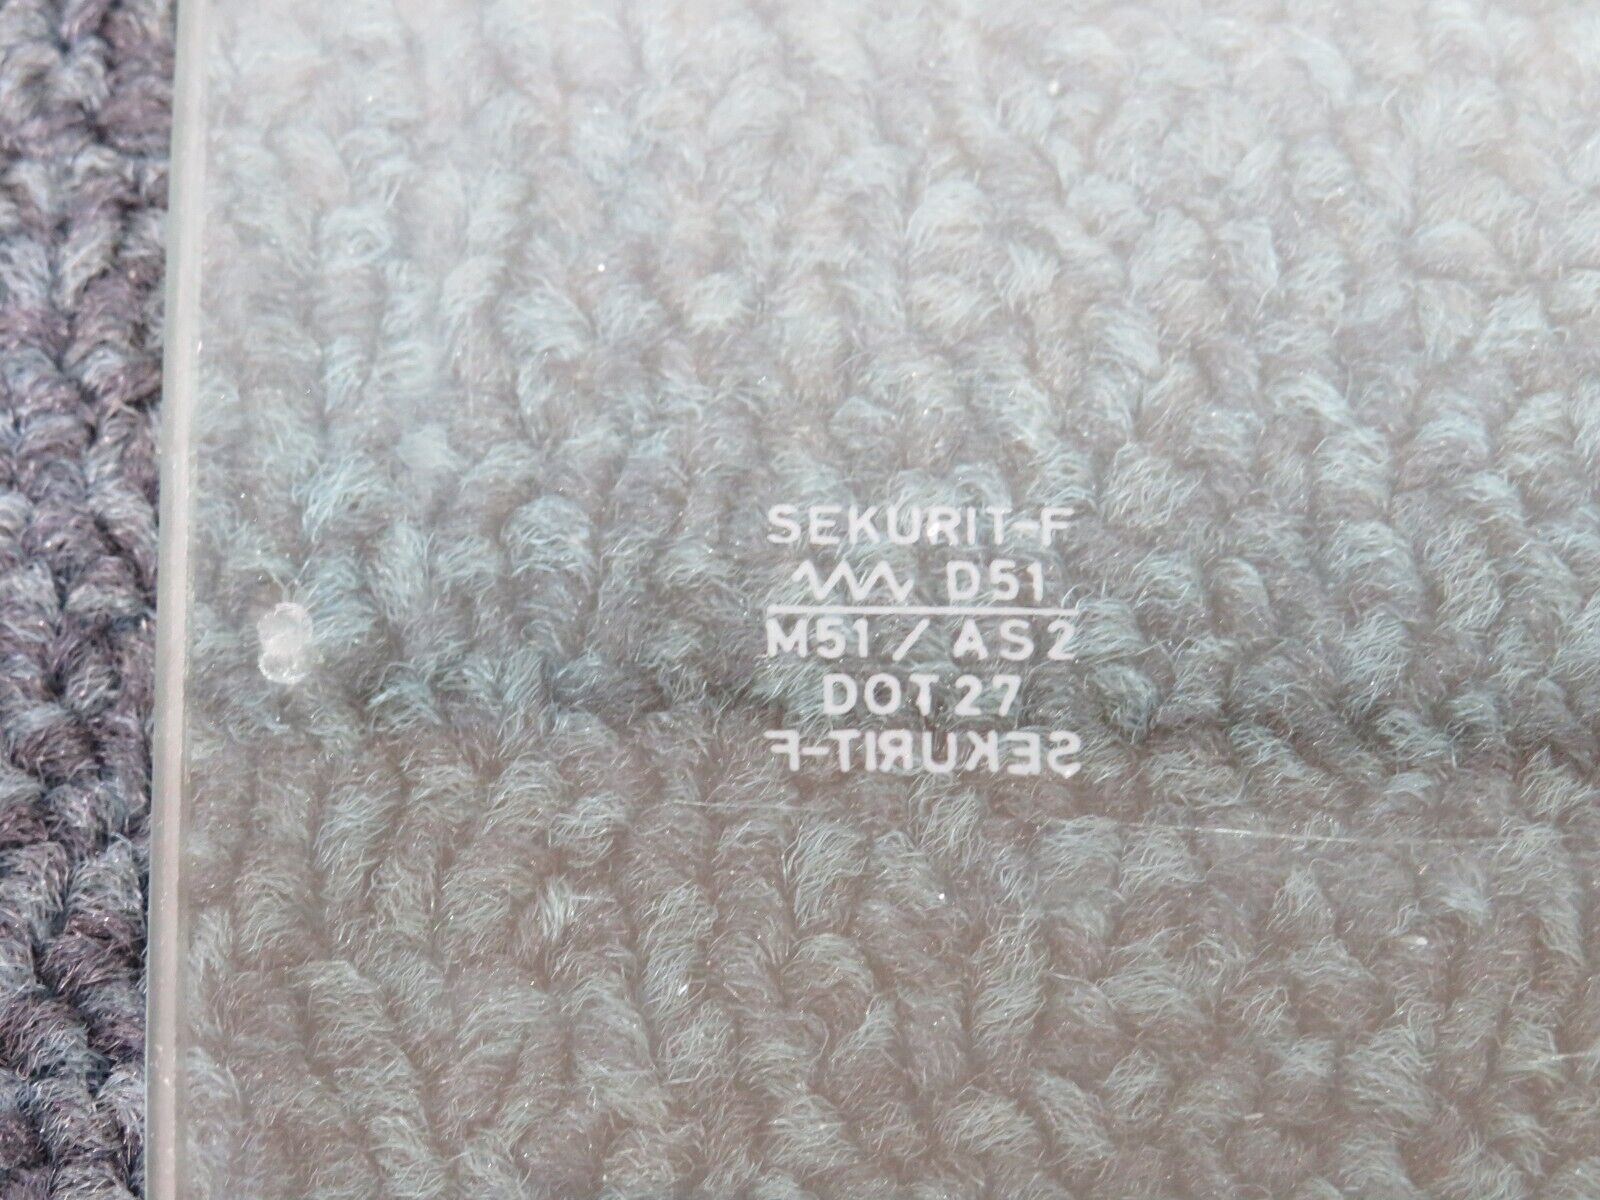 SEKURIT-F
D51
M51 / AS2
DOT27
SEKURIT-F